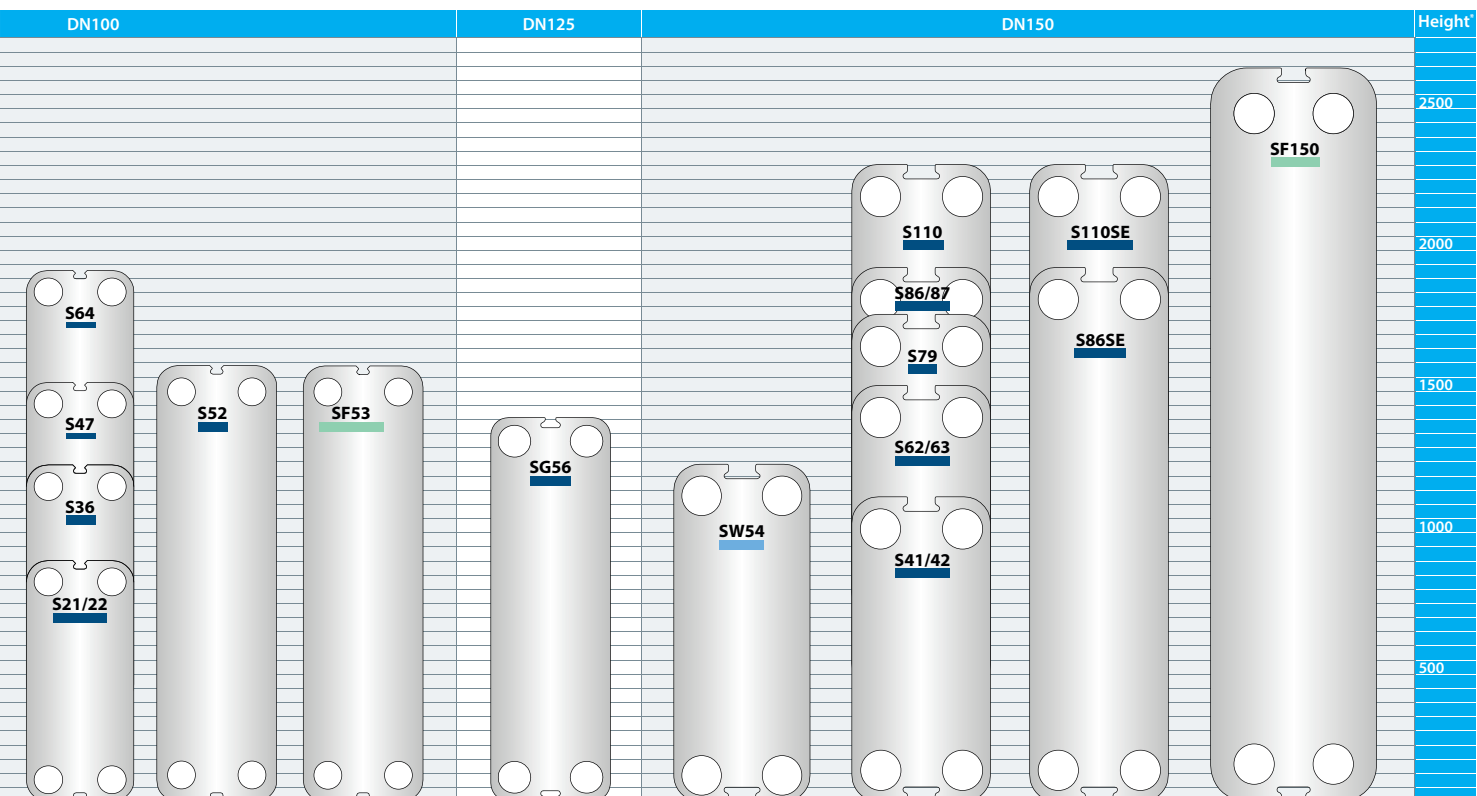 DN100
DN125
DN150
Height*
2500
SF150
S110
S110SE
2000
S86/87
S64
S86SE
S79
1500
S52
SF53
S47
S62/63
SG56
S36
SW54
1000
S41/42
S21/22
500